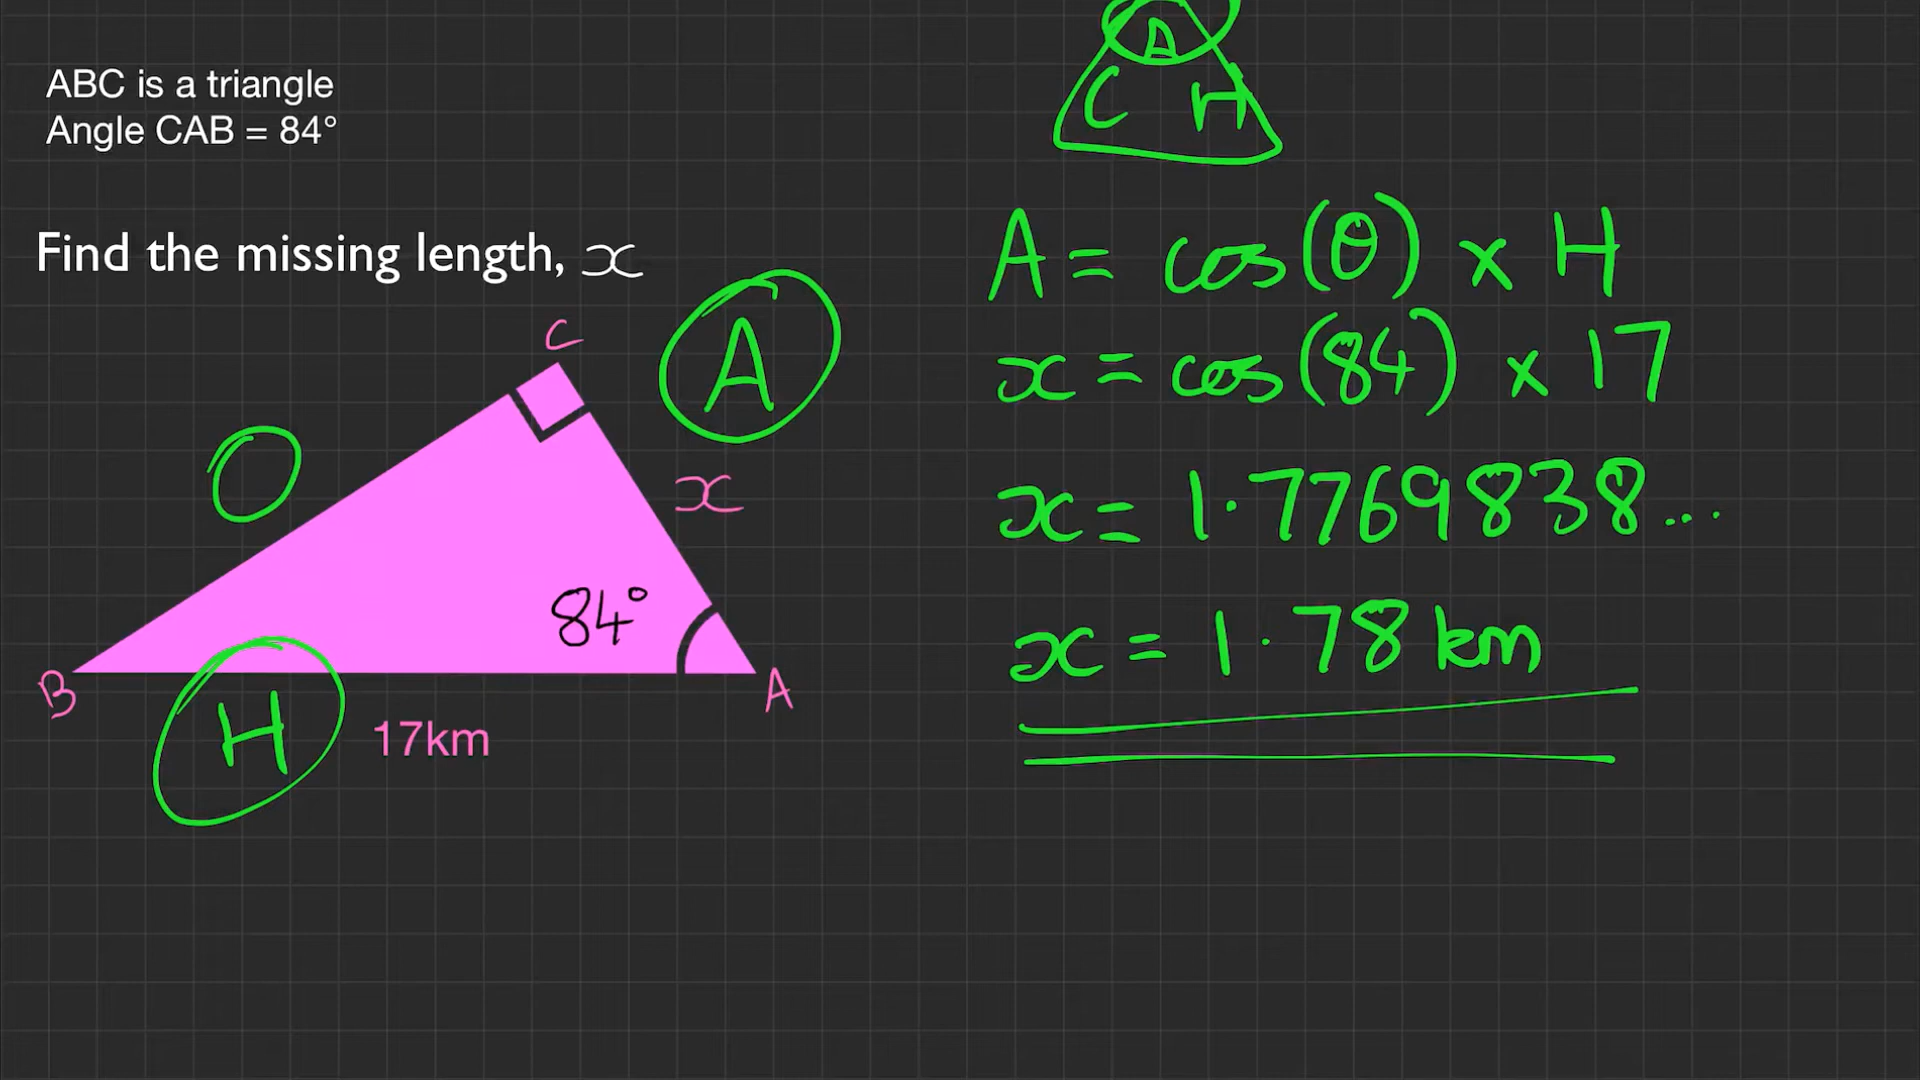 ABC is a triangle
Angle CAB = 84°
Find the missing length, x
C
A
O
x
84°
B
A
H
17km
A
C H
A = cos(θ) × H
x = cos(84) × 17
x = 1.7769838...
x = 1.78 km